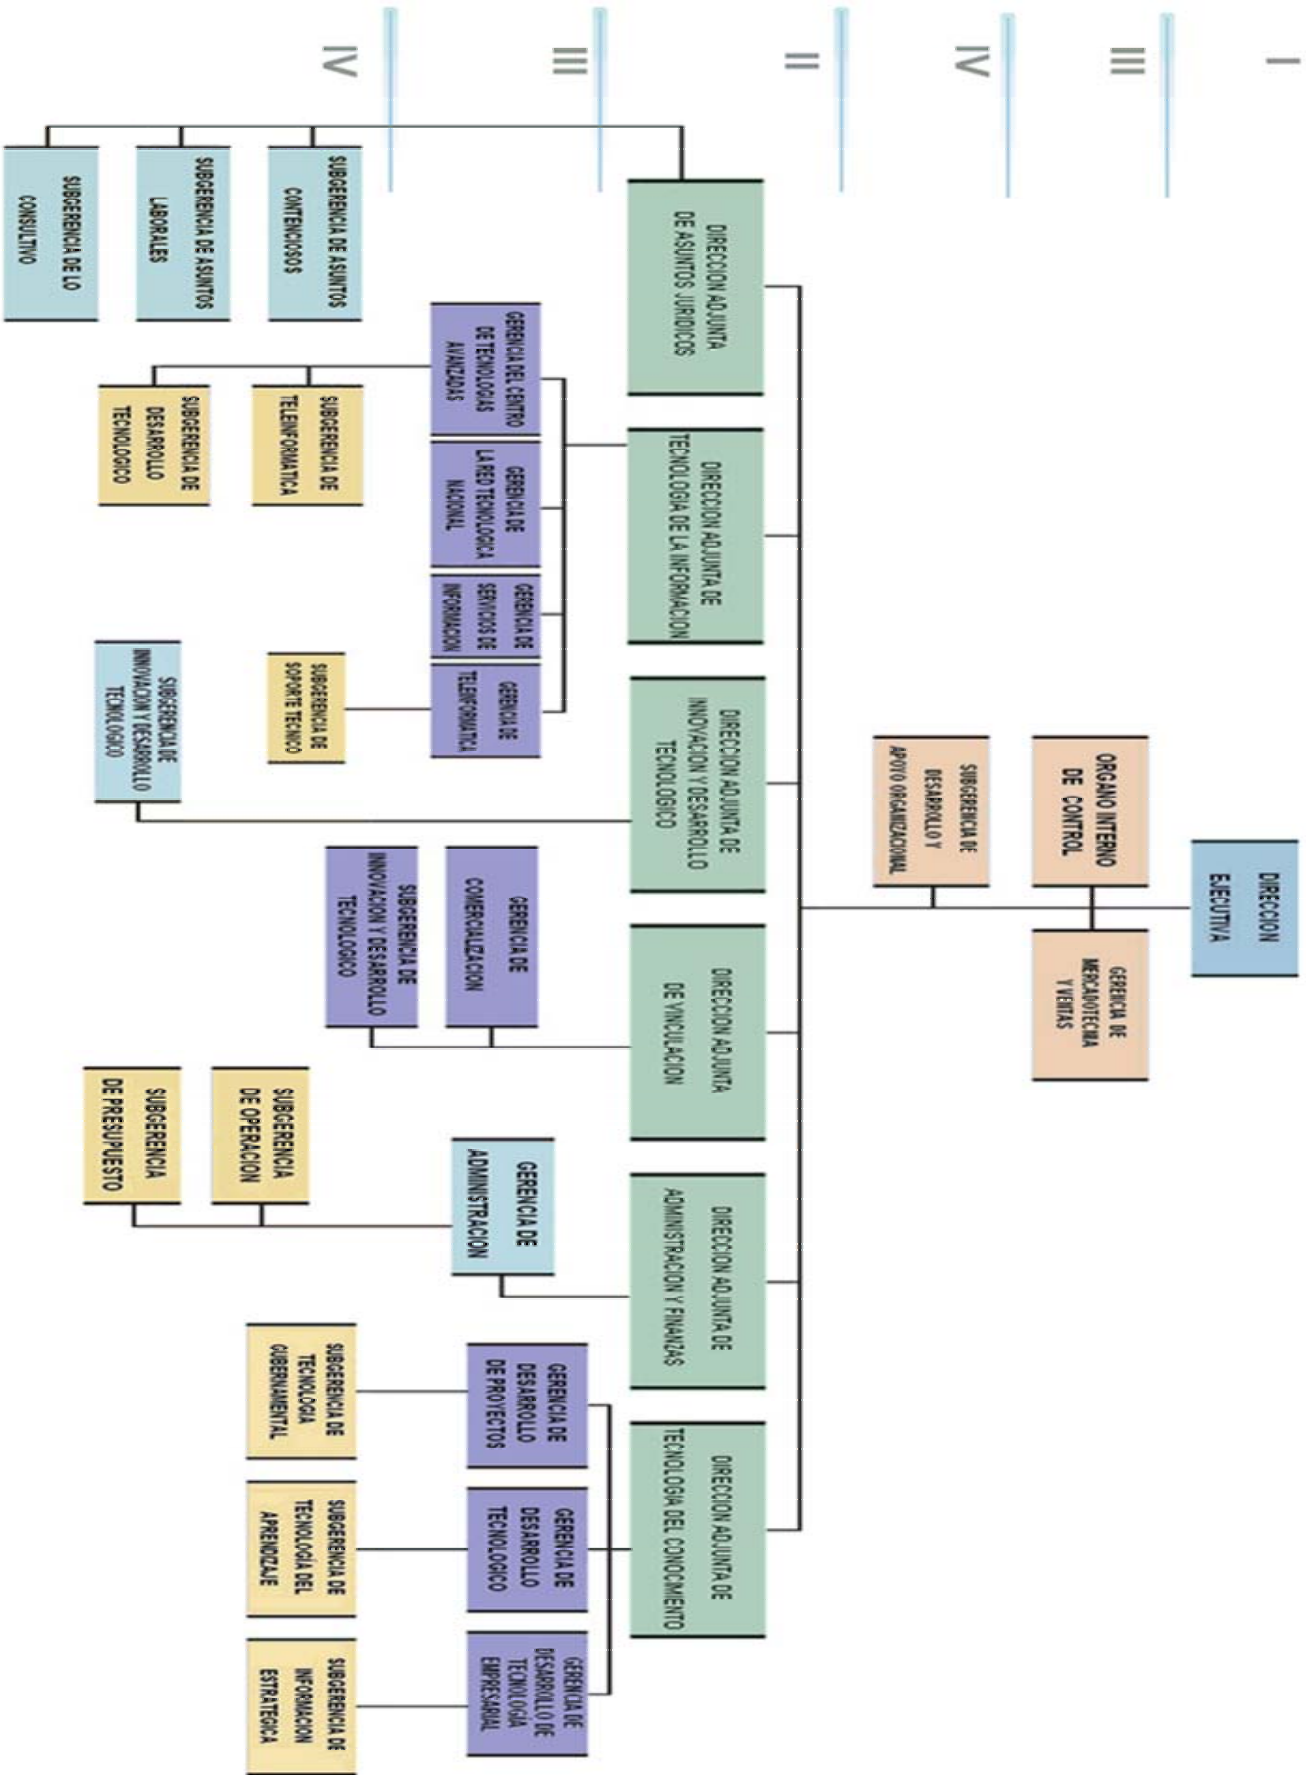 I
III
IV
II
III
IV
DIRECCION
EJECUTIVA
ORGANO INTERNO
DE CONTROL
GERENCIA DE
MERCADOTECNIA
Y VENTAS
SUBGERENCIA DE
DESARROLLO Y
APOYO ORGANIZACIONAL
DIRECCION ADJUNTA
DE ASUNTOS JURIDICOS
DIRECCION ADJUNTA DE
TECNOLOGIA DE LA INFORMACION
DIRECCION ADJUNTA DE
INNOVACION Y DESARROLLO
TECNOLOGICO
DIRECCION ADJUNTA
DE VINCULACION
DIRECCION ADJUNTA DE
ADMINISTRACION Y FINANZAS
DIRECCION ADJUNTA DE
TECNOLOGIA DEL CONOCIMIENTO
GERENCIA DEL CENTRO
DE TECNOLOGIAS
AVANZADAS
GERENCIA DE
LA RED TECNOLOGICA
NACIONAL
GERENCIA DE
SERVICIOS DE
INFORMACION
GERENCIA DE
TELEINFORMATICA
GERENCIA DE
COMERCIALIZACION
SUBGERENCIA DE
INNOVACION Y DESARROLLO
TECNOLOGICO
GERENCIA DE
ADMINISTRACION
GERENCIA DE
DESARROLLO
DE PROYECTOS
GERENCIA DE
DESARROLLO
TECNOLOGICO
GERENCIA DE
DESARROLLO DE
TECNOLOGÍA
EMPRESARIAL
SUBGERENCIA DE ASUNTOS
CONTENCIOSOS
SUBGERENCIA DE ASUNTOS
LABORALES
SUBGERENCIA DE LO
CONSULTIVO
SUBGERENCIA DE
TELEINFORMATICA
SUBGERENCIA DE
DESARROLLO
TECNOLOGICO
SUBGERENCIA DE
SOPORTE TECNICO
SUBGERENCIA DE
INNOVACION Y DESARROLLO
TECNOLOGICO
SUBGERENCIA
DE OPERACION
SUBGERENCIA
DE PRESUPUESTO
SUBGERENCIA DE
TECNOLOGIA
GUBERNAMENTAL
SUBGERENCIA DE
TECNOLOGÍA DEL
APRENDIZAJE
SUBGERENCIA DE
INFORMACION
ESTRATEGICA